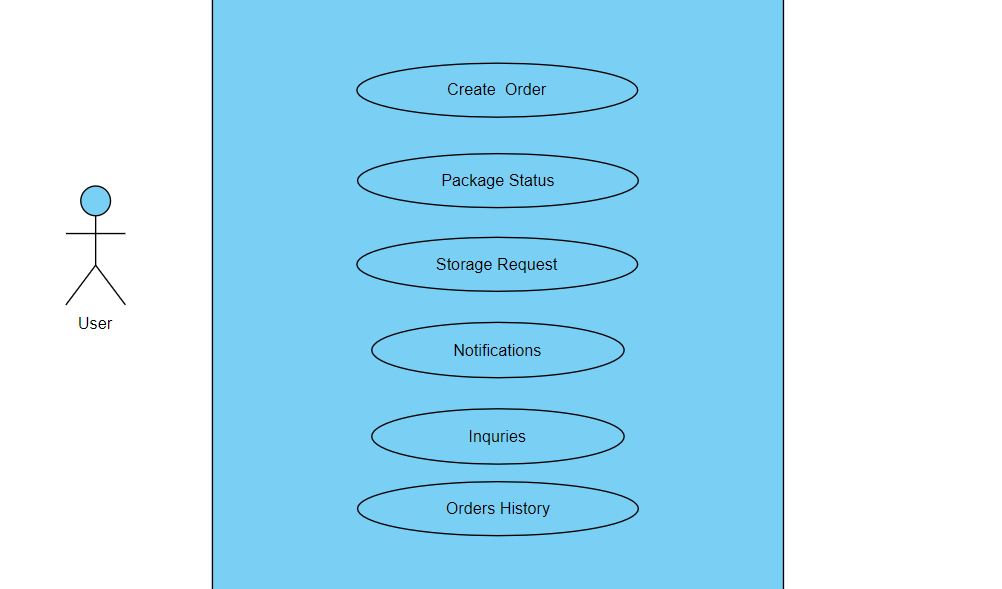 Create Order
Package Status
Storage Request
User
Notifications
Inquries
Orders History